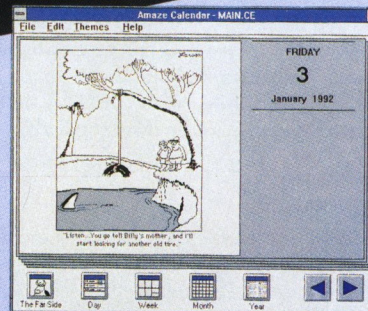 Amaze Calendar - MAIN.CE
File Edit Themes Help
FRIDAY
3
January 1992
Larson
"Listen...You go tell Billy's mother, and I'll
start looking for another old tire."
The Far Side
Day
Week
Month
Year